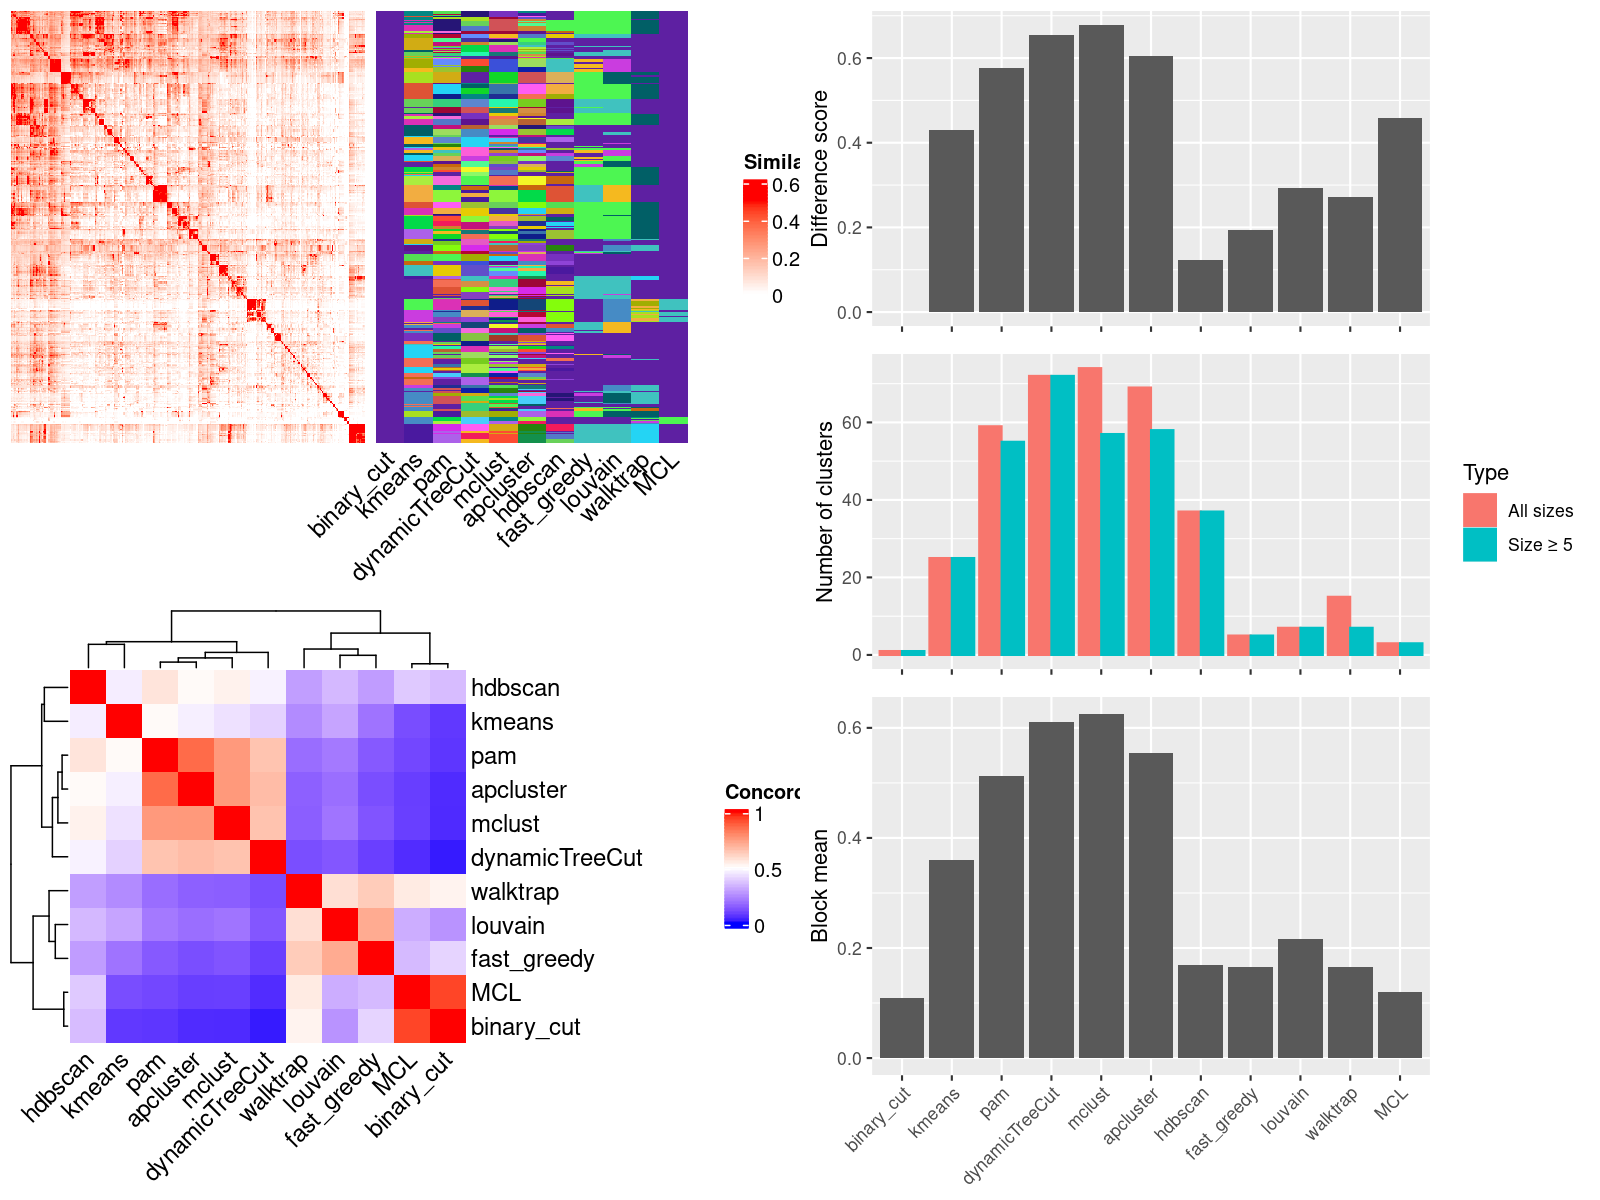 Simila
0.6
0.4
0.2
0
binary_cut
kmeans
pam
dynamicTreeCut
mclust
apcluster
hdbscan
fast_greedy
louvain
walktrap
MCL
hdbscan
kmeans
pam
apcluster
mclust
dynamicTreeCut
walktrap
louvain
fast_greedy
MCL
binary_cut
hdbscan
kmeans
pam
apcluster
mclust
dynamicTreeCut
walktrap
louvain
fast_greedy
MCL
binary_cut
Concord
1
0.5
0
Difference score
0.6
0.4
0.2
0.0
Number of clusters
60
40
20
0
Type
All sizes
Size ≥ 5
Block mean
0.6
0.4
0.2
0.0
binary_cut
kmeans
pam
dynamicTreeCut
mclust
apcluster
hdbscan
fast_greedy
louvain
walktrap
MCL